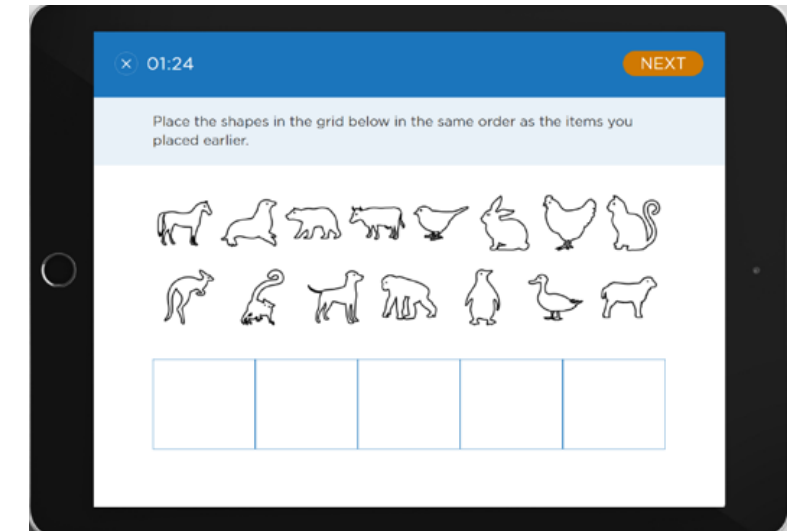 01:24
NEXT
Place the shapes in the grid below in the same order as the items you
placed earlier.